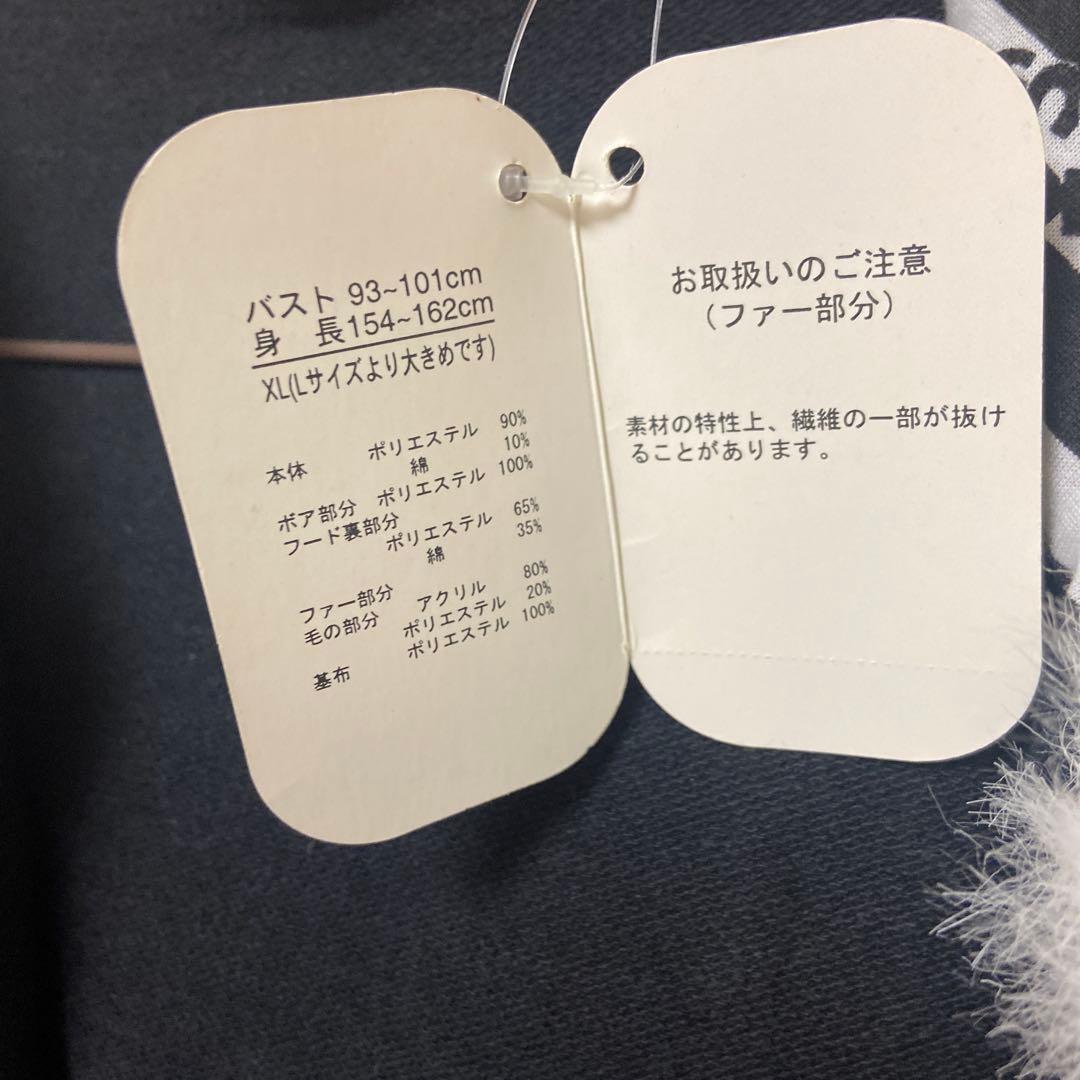 バスト 93~101cm
身 長 154~162cm
XL(Lサイズより大きめです)
本体 ポリエステル 90%
綿 10%
ボア部分 ポリエステル 100%
フード裏部分
ポリエステル 65%
綿 35%
ファー部分
毛の部分 アクリル 80%
ポリエステル 20%
基布 ポリエステル 100%
お取扱いのご注意
(ファー部分)
素材の特性上、繊維の一部が抜け
ることがあります。